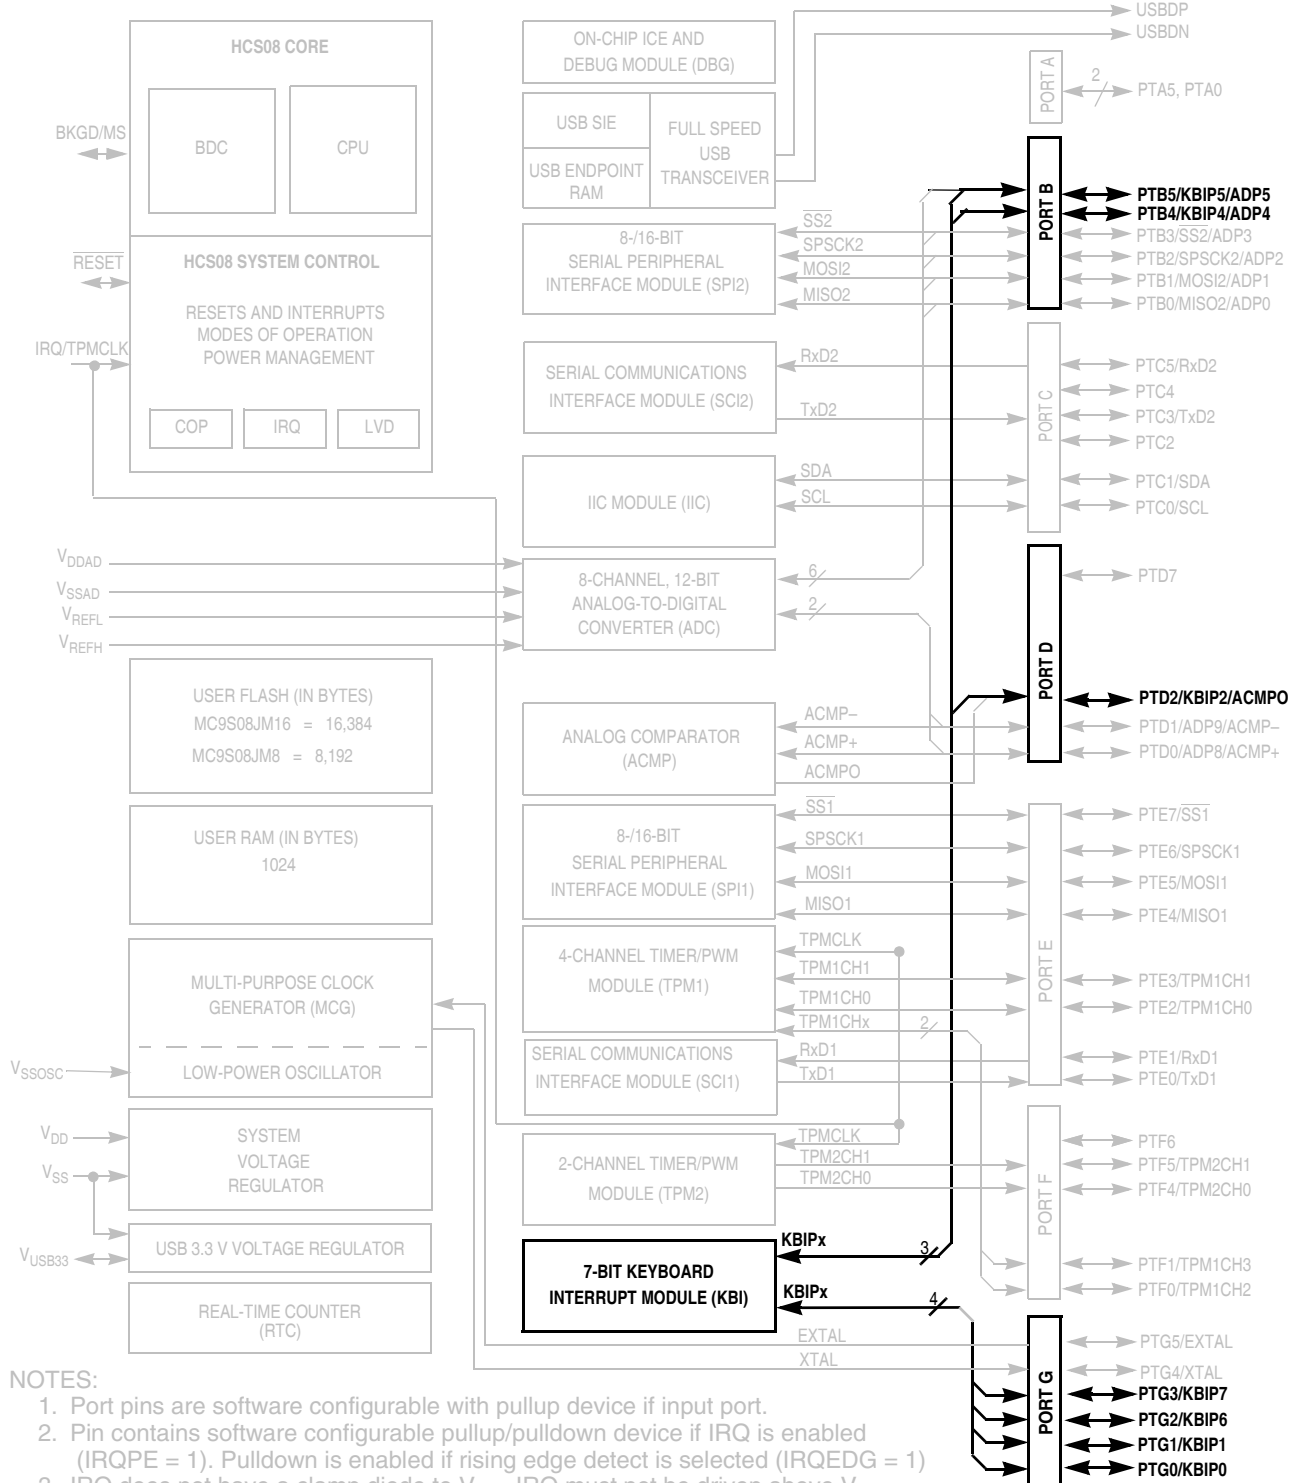 HCS08 CORE
BDC
CPU
BKGD/MS
RESET
HCS08 SYSTEM CONTROL
RESETS AND INTERRUPTS
MODES OF OPERATION
POWER MANAGEMENT
IRQ/TPMCLK
COP
IRQ
LVD
VDDAD
VSSAD
VREFL
VREFH
USER FLASH (IN BYTES)
MC9S08JM16 = 16,384
MC9S08JM8 = 8,192
USER RAM (IN BYTES)
1024
MULTI-PURPOSE CLOCK
GENERATOR (MCG)
LOW-POWER OSCILLATOR
VSSOSC
VDD
VSS
SYSTEM
VOLTAGE
REGULATOR
VUSB33
USB 3.3 V VOLTAGE REGULATOR
REAL-TIME COUNTER
(RTC)
ON-CHIP ICE AND
DEBUG MODULE (DBG)
USB SIE
USB ENDPOINT
RAM
FULL SPEED
USB
TRANSCEIVER
8-/16-BIT
SERIAL PERIPHERAL
INTERFACE MODULE (SPI2)
SS2
SPSCK2
MOSI2
MISO2
SERIAL COMMUNICATIONS
INTERFACE MODULE (SCI2)
RxD2
TxD2
IIC MODULE (IIC)
SDA
SCL
8-CHANNEL, 12-BIT
ANALOG-TO-DIGITAL
CONVERTER (ADC)
6
2
ANALOG COMPARATOR
(ACMP)
ACMP–
ACMP+
ACMPO
8-/16-BIT
SERIAL PERIPHERAL
INTERFACE MODULE (SPI1)
SS1
SPSCK1
MOSI1
MISO1
4-CHANNEL TIMER/PWM
MODULE (TPM1)
TPMCLK
TPM1CH1
TPM1CH0
TPM1CHx
2
SERIAL COMMUNICATIONS
INTERFACE MODULE (SCI1)
RxD1
TxD1
2-CHANNEL TIMER/PWM
MODULE (TPM2)
TPMCLK
TPM2CH1
TPM2CH0
7-BIT KEYBOARD
INTERRUPT MODULE (KBI)
KBIPx
3
KBIPx
4
EXTAL
XTAL
USBDP
USBDN
PORT A
2
PTA5, PTA0
PORT B
PTB5/KBIP5/ADP5
PTB4/KBIP4/ADP4
PTB3/SS2/ADP3
PTB2/SPSCK2/ADP2
PTB1/MOSI2/ADP1
PTB0/MISO2/ADP0
PORT C
PTC5/RxD2
PTC4
PTC3/TxD2
PTC2
PTC1/SDA
PTC0/SCL
PORT D
PTD7
PTD2/KBIP2/ACMPO
PTD1/ADP9/ACMP–
PTD0/ADP8/ACMP+
PORT E
PTE7/SS1
PTE6/SPSCK1
PTE5/MOSI1
PTE4/MISO1
PTE3/TPM1CH1
PTE2/TPM1CH0
PTE1/RxD1
PTE0/TxD1
PORT F
PTF6
PTF5/TPM2CH1
PTF4/TPM2CH0
PTF1/TPM1CH3
PTF0/TPM1CH2
PORT G
PTG5/EXTAL
PTG4/XTAL
PTG3/KBIP7
PTG2/KBIP6
PTG1/KBIP1
PTG0/KBIP0
NOTES:
1. Port pins are software configurable with pullup device if input port.
2. Pin contains software configurable pullup/pulldown device if IRQ is enabled
(IRQPE = 1). Pulldown is enabled if rising edge detect is selected (IRQEDG = 1)
3. IRQ does not have a clamp diode to V IRQ must not be driven above V